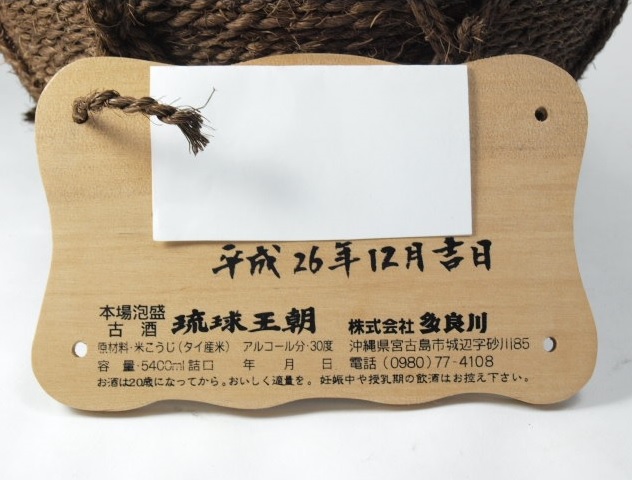 平成26年12月吉日
本場泡盛
古酒 琉球王朝 株式会社 多良川
原材料・米こうじ(タイ産米) アルコール分・30度 沖縄県宮古島市城辺字砂川85
容量・5400ml詰口 年 月 日 電話(0980)77-4108
お酒は20歳になってから。おいしく適量を。妊娠中や授乳期の飲酒はお控え下さい。